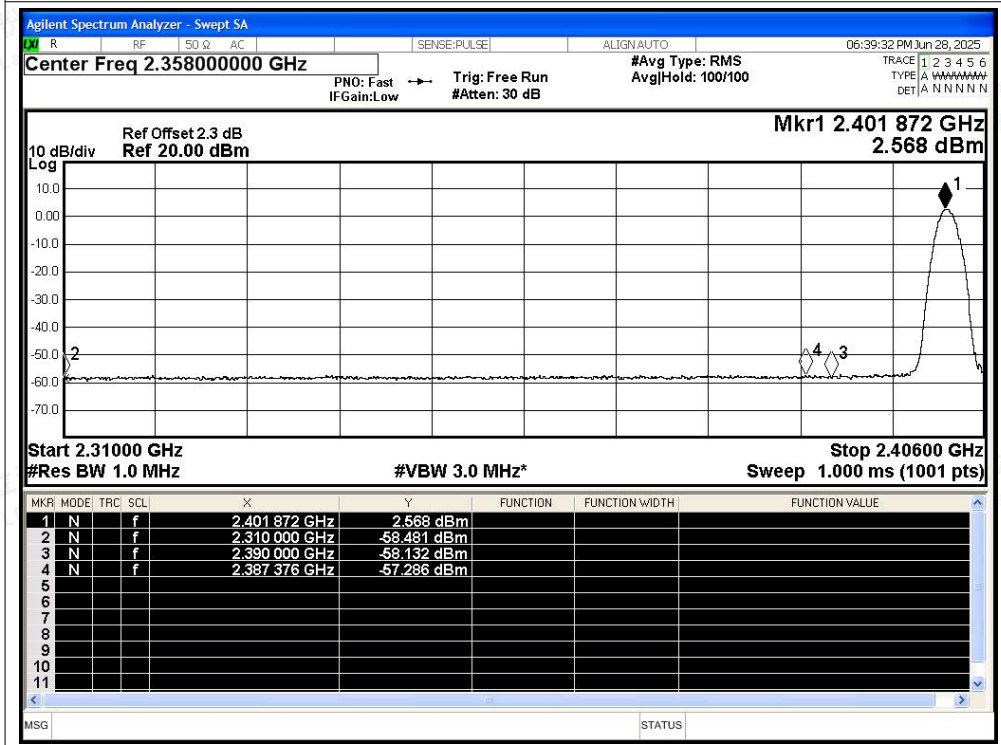 Agilent Spectrum Analyzer - Swept SA
LXI R RF 50 Ω AC SENSE:PULSE ALIGN AUTO 06:39:32 PM Jun 28, 2025
Center Freq 2.358000000 GHz
PNO: Fast
IFGain:Low
Trig: Free Run
#Atten: 30 dB
#Avg Type: RMS
Avg|Hold: 100/100
TRACE 1 2 3 4 5 6
TYPE A WWWWW
DET A N N N N N
Ref Offset 2.3 dB
10 dB/div Ref 20.00 dBm
Log
Mkr1 2.401 872 GHz
2.568 dBm
10.0
0.00
-10.0
-20.0
-30.0
-40.0
-50.0
-60.0
-70.0
1
2
4
3
Start 2.31000 GHz Stop 2.40600 GHz
#Res BW 1.0 MHz #VBW 3.0 MHz* Sweep 1.000 ms (1001 pts)
MKR MODE TRC SCL X Y FUNCTION FUNCTION WIDTH FUNCTION VALUE
1 N f 2.401 872 GHz 2.568 dBm
2 N f 2.310 000 GHz -58.481 dBm
3 N f 2.390 000 GHz -58.132 dBm
4 N f 2.387 376 GHz -57.286 dBm
5
6
7
8
9
10
11
MSG STATUS